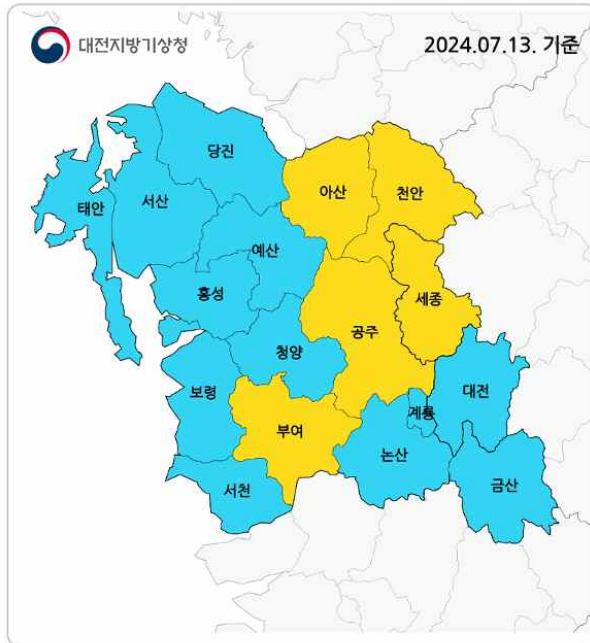 대전지방기상청
2024.07.13. 기준
당진
아산
천안
태안
서산
예산
홍성
세종
공주
청양
보령
대전
계룡
부여
논산
서천
금산